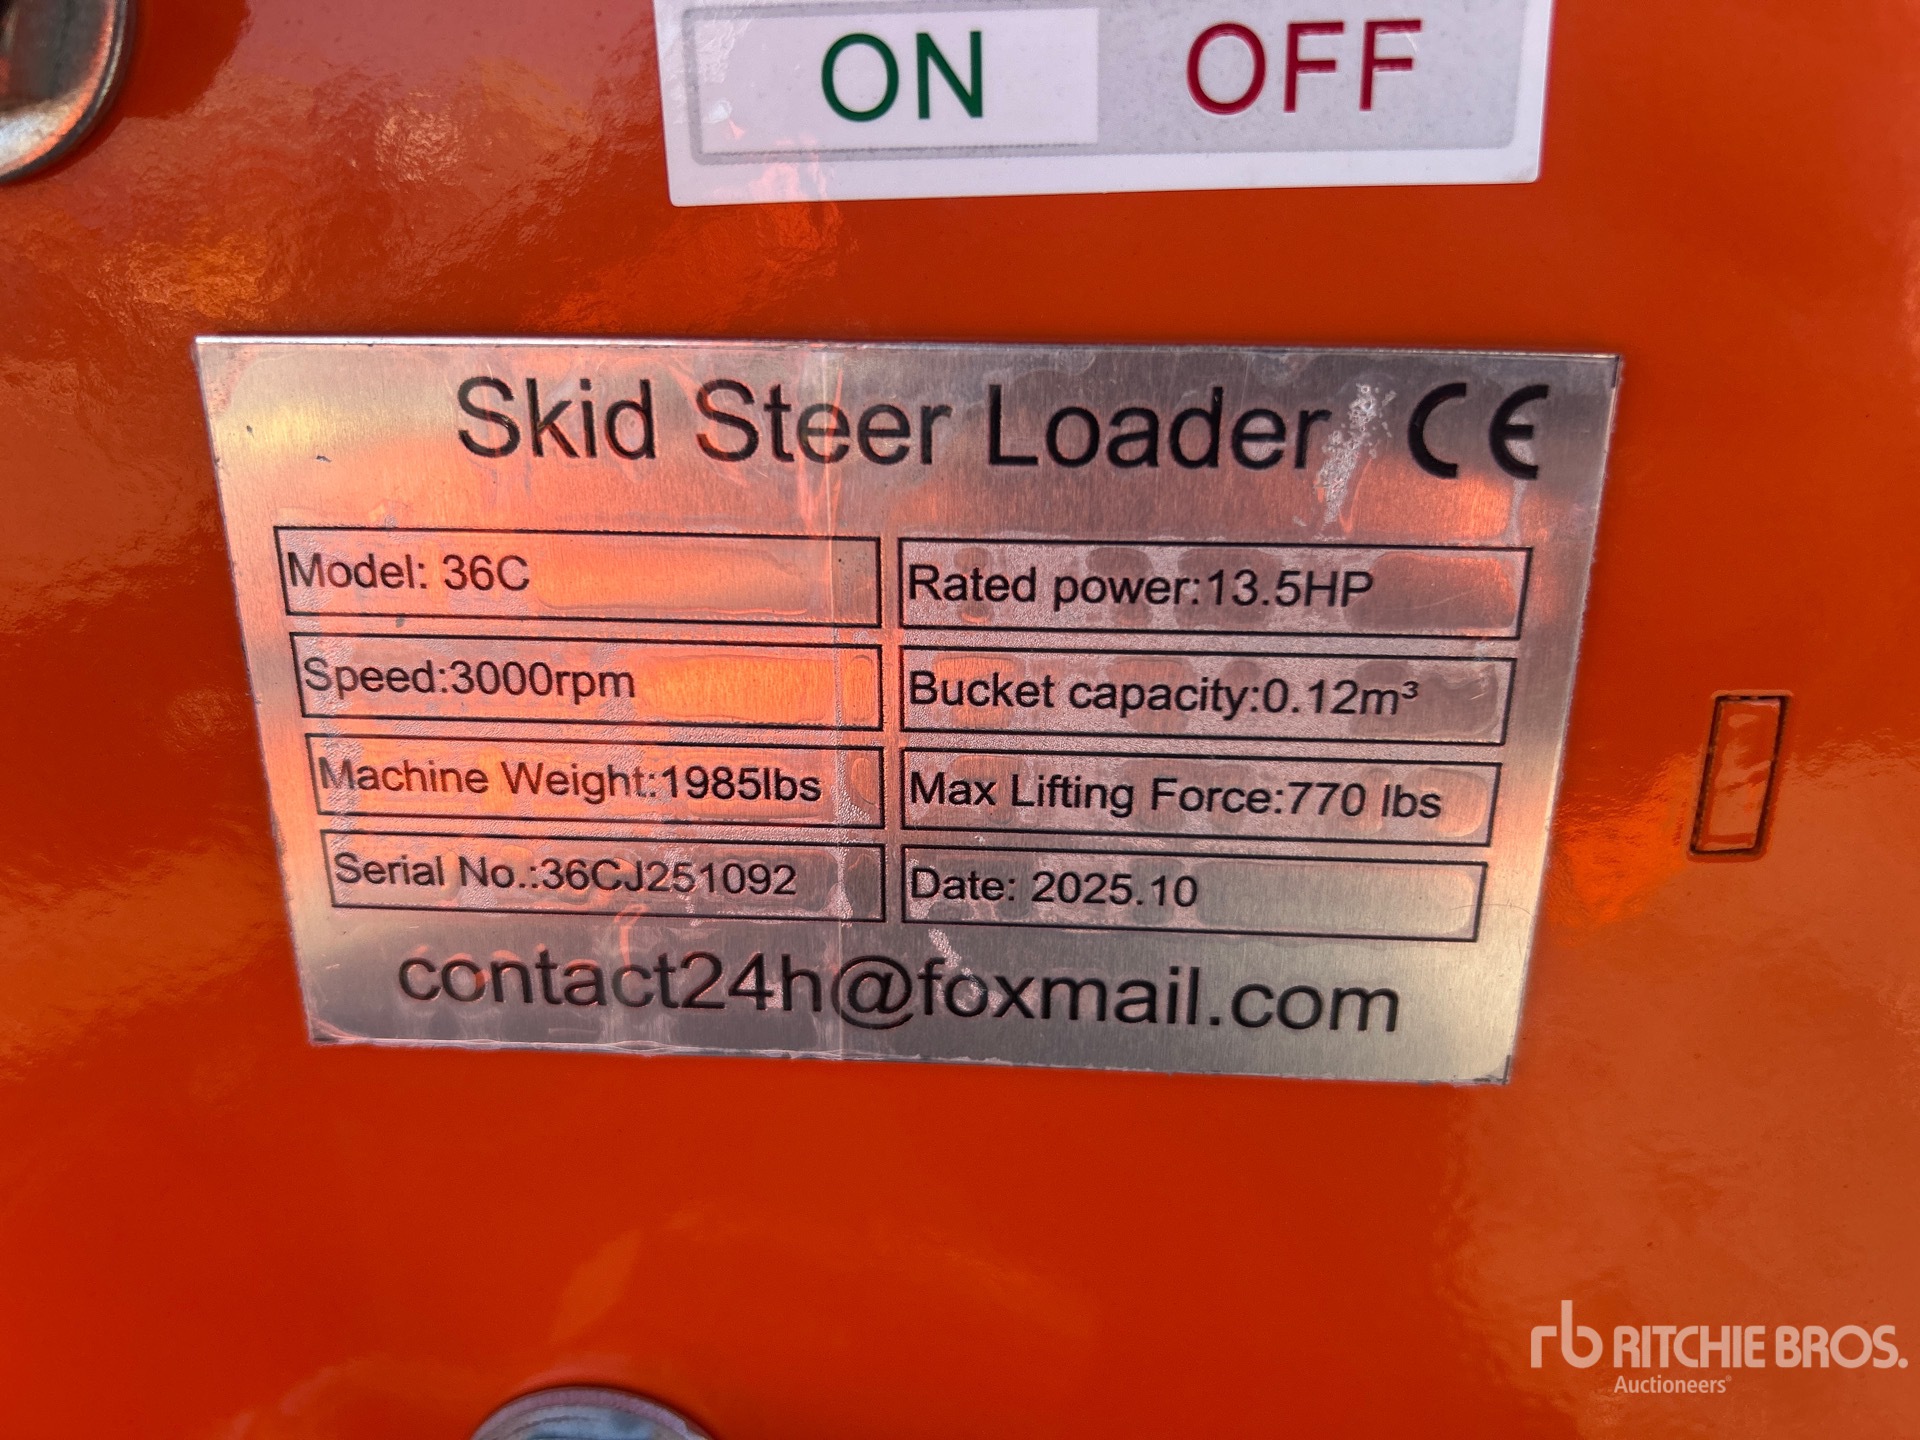 ON OFF
Skid Steer Loader CE
Model: 36C
Rated power:13.5HP
Speed:3000rpm
Bucket capacity:0.12m³
Machine Weight:1985lbs
Max Lifting Force:770 lbs
Serial No.:36CJ251092
Date: 2025.10
contact24h@foxmail.com
rb RITCHIE BROS.
Auctioneers